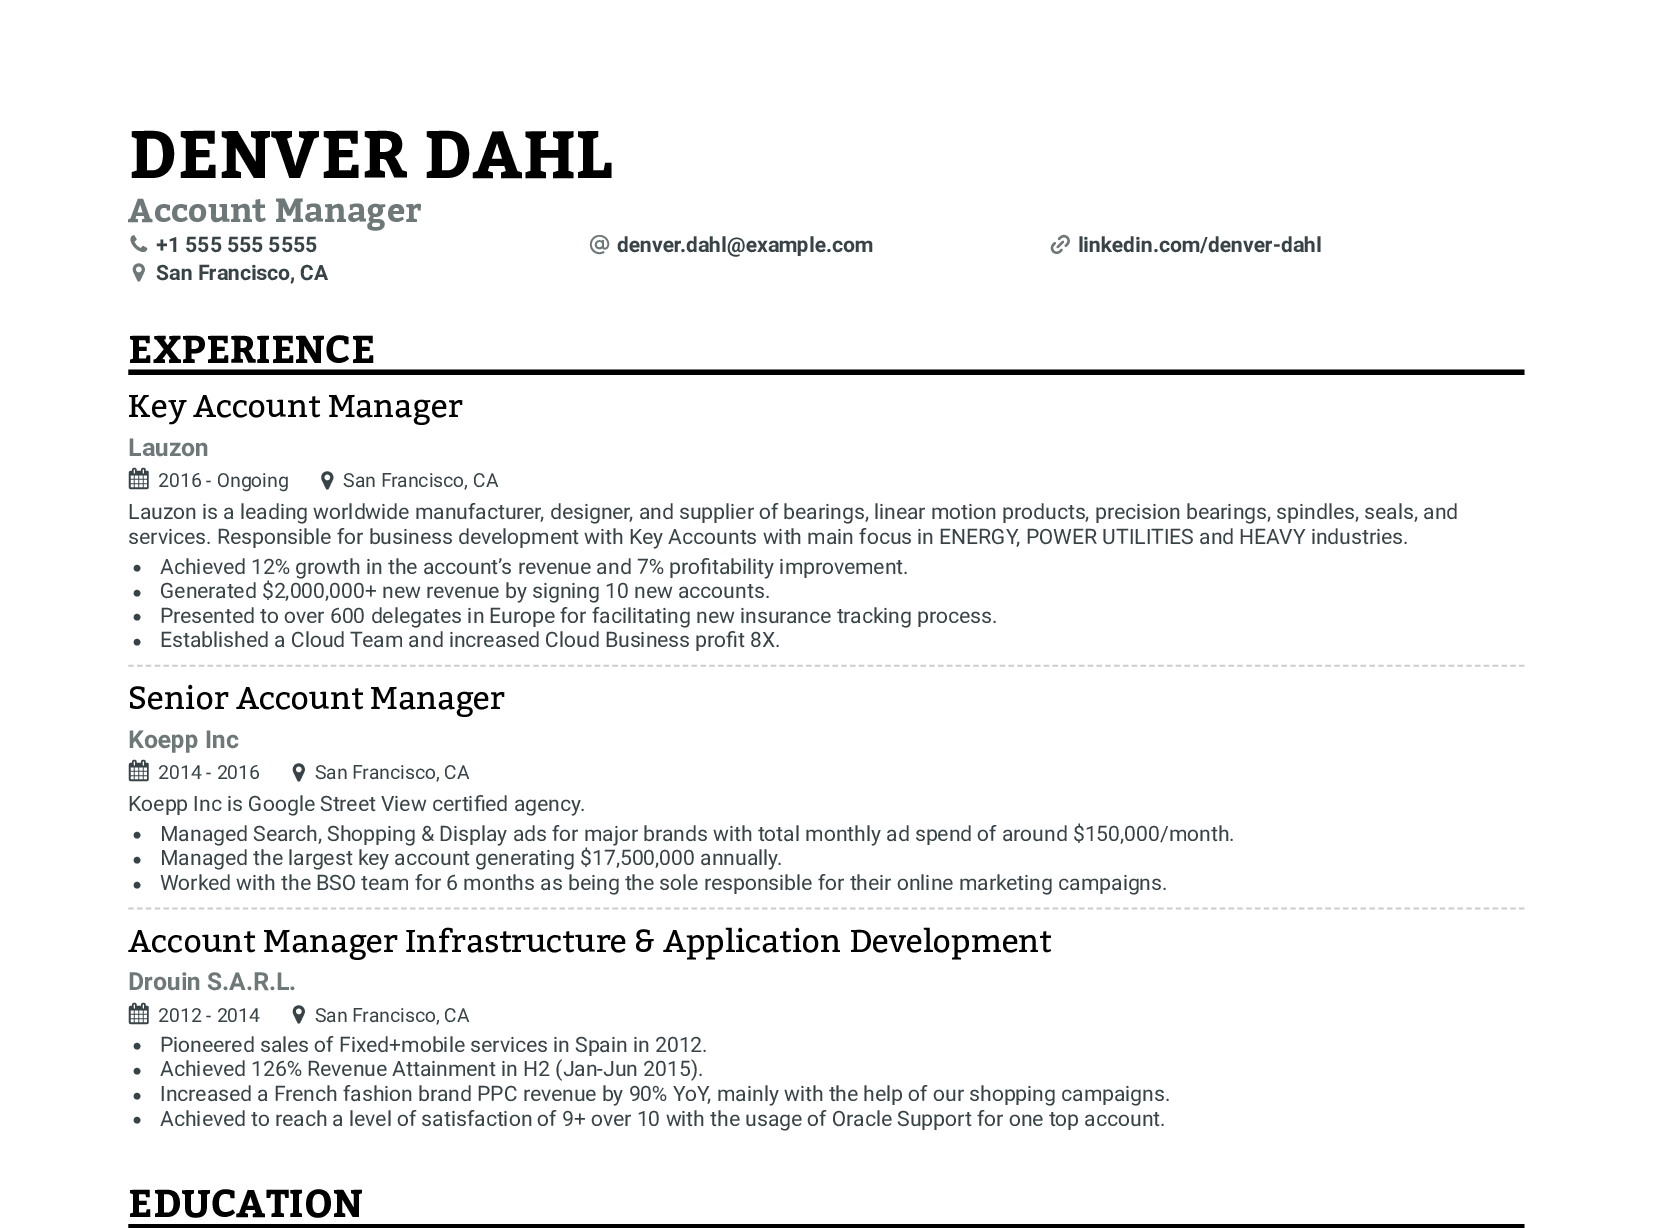 DENVER DAHL
Account Manager
+1 555 555 5555
denver.dahl@example.com
linkedin.com/denver-dahl
San Francisco, CA
EXPERIENCE
Key Account Manager
Lauzon
2016 - Ongoing San Francisco, CA
Lauzon is a leading worldwide manufacturer, designer, and supplier of bearings, linear motion products, precision bearings, spindles, seals, and
services. Responsible for business development with Key Accounts with main focus in ENERGY, POWER UTILITIES and HEAVY industries.
• Achieved 12% growth in the account’s revenue and 7% profitability improvement.
• Generated $2,000,000+ new revenue by signing 10 new accounts.
• Presented to over 600 delegates in Europe for facilitating new insurance tracking process.
• Established a Cloud Team and increased Cloud Business profit 8X.
Senior Account Manager
Koepp Inc
2014 - 2016 San Francisco, CA
Koepp Inc is Google Street View certified agency.
• Managed Search, Shopping & Display ads for major brands with total monthly ad spend of around $150,000/month.
• Managed the largest key account generating $17,500,000 annually.
• Worked with the BSO team for 6 months as being the sole responsible for their online marketing campaigns.
Account Manager Infrastructure & Application Development
Drouin S.A.R.L.
2012 - 2014 San Francisco, CA
• Pioneered sales of Fixed+mobile services in Spain in 2012.
• Achieved 126% Revenue Attainment in H2 (Jan-Jun 2015).
• Increased a French fashion brand PPC revenue by 90% YoY, mainly with the help of our shopping campaigns.
• Achieved to reach a level of satisfaction of 9+ over 10 with the usage of Oracle Support for one top account.
EDUCATION